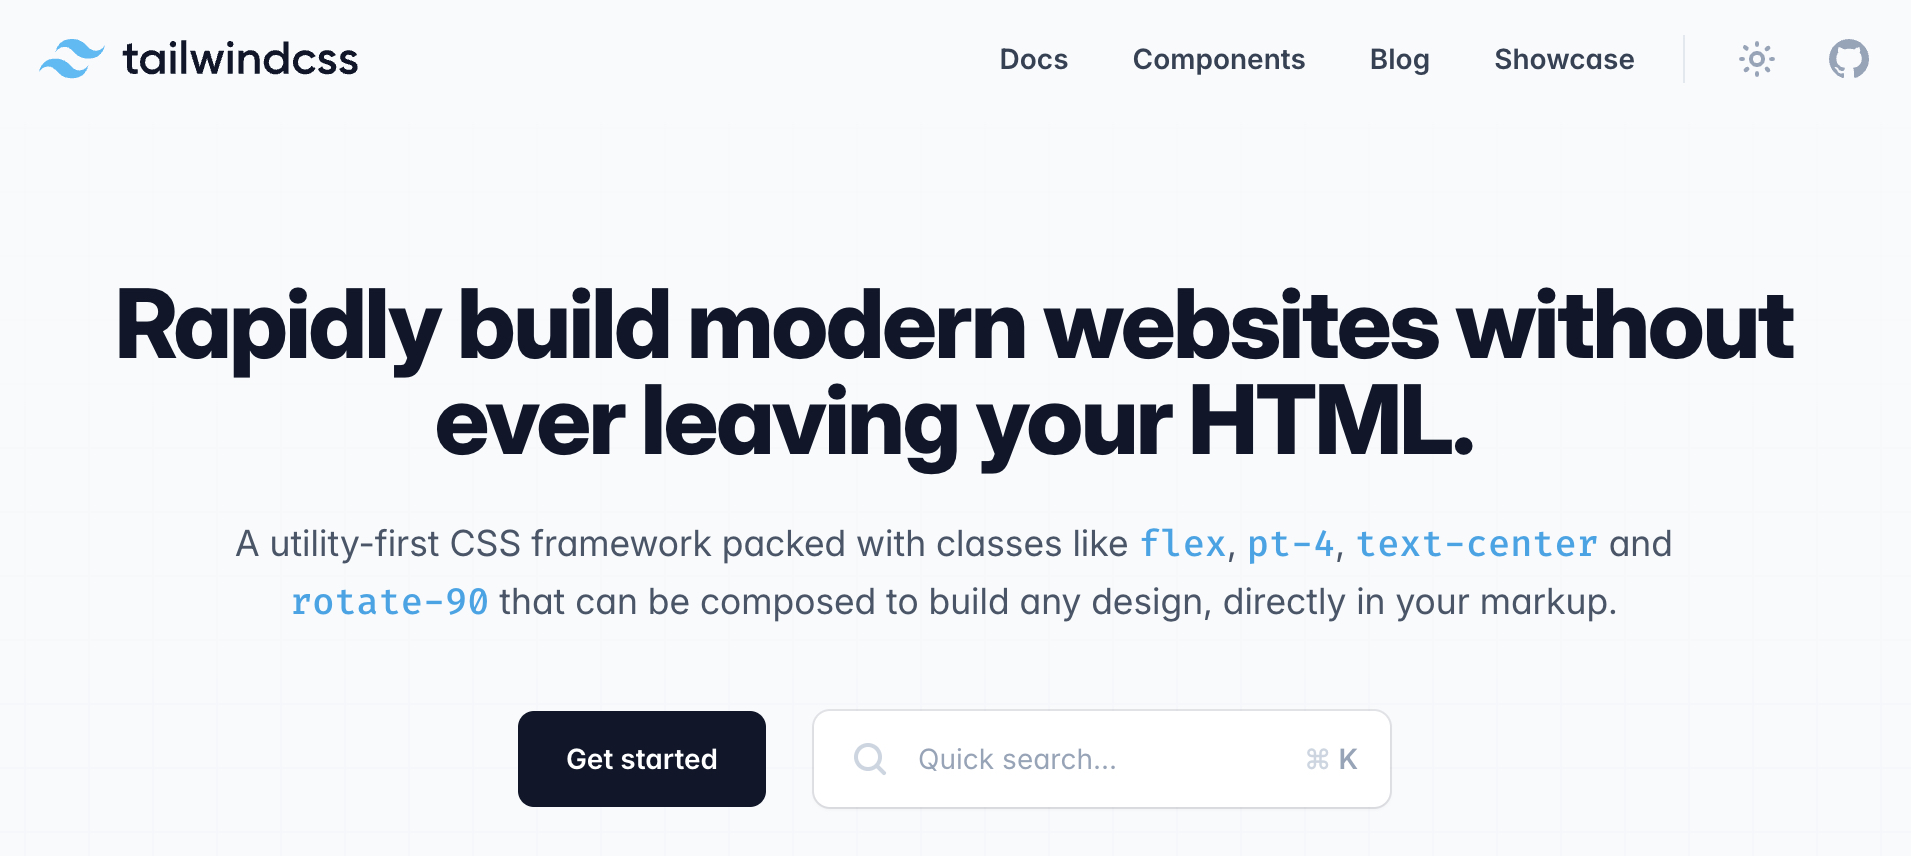 tailwindcss
Docs Components Blog Showcase
Rapidly build modern websites without
ever leaving your HTML.
A utility-first CSS framework packed with classes like flex, pt-4, text-center and
rotate-90 that can be composed to build any design, directly in your markup.
Get started
Quick search... ⌘ K